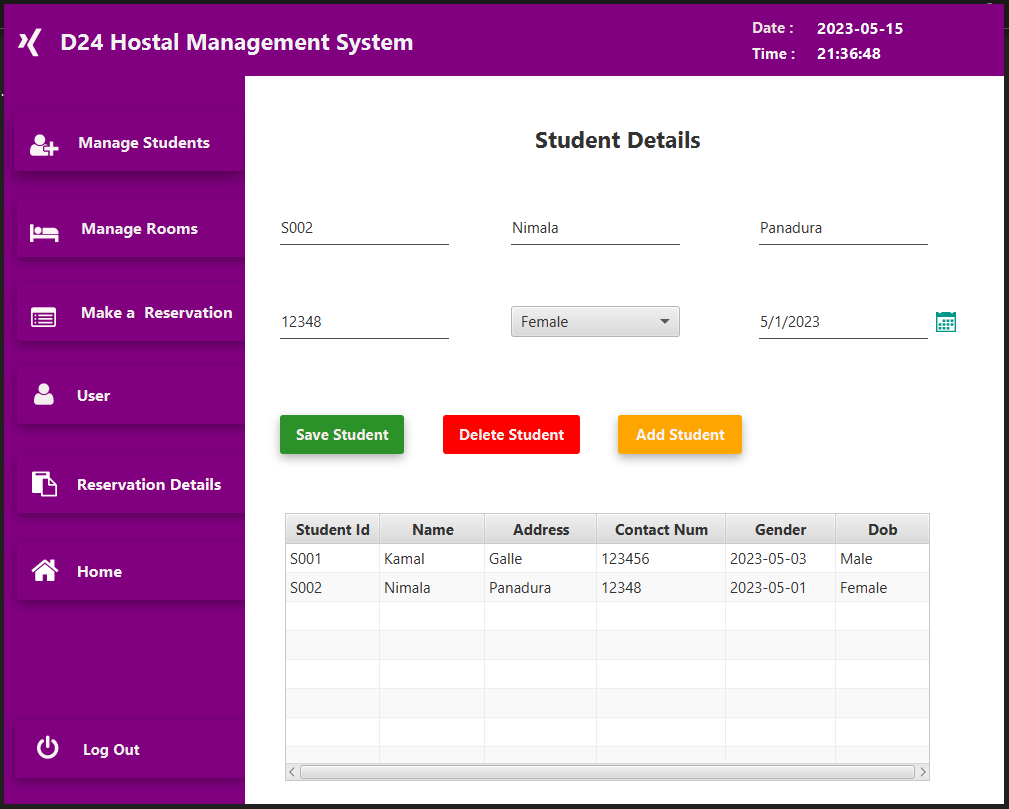 D24 Hostal Management System
Date : 2023-05-15
Time : 21:36:48
Manage Students
Manage Rooms
Make a  Reservation
User
Reservation Details
Home
Log Out
Student Details
S002 Nimala Panadura
12348 Female 5/1/2023
Save Student Delete Student Add Student
Student Id Name Address Contact Num Gender Dob
S001 Kamal Galle 123456 2023-05-03 Male
S002 Nimala Panadura 12348 2023-05-01 Female